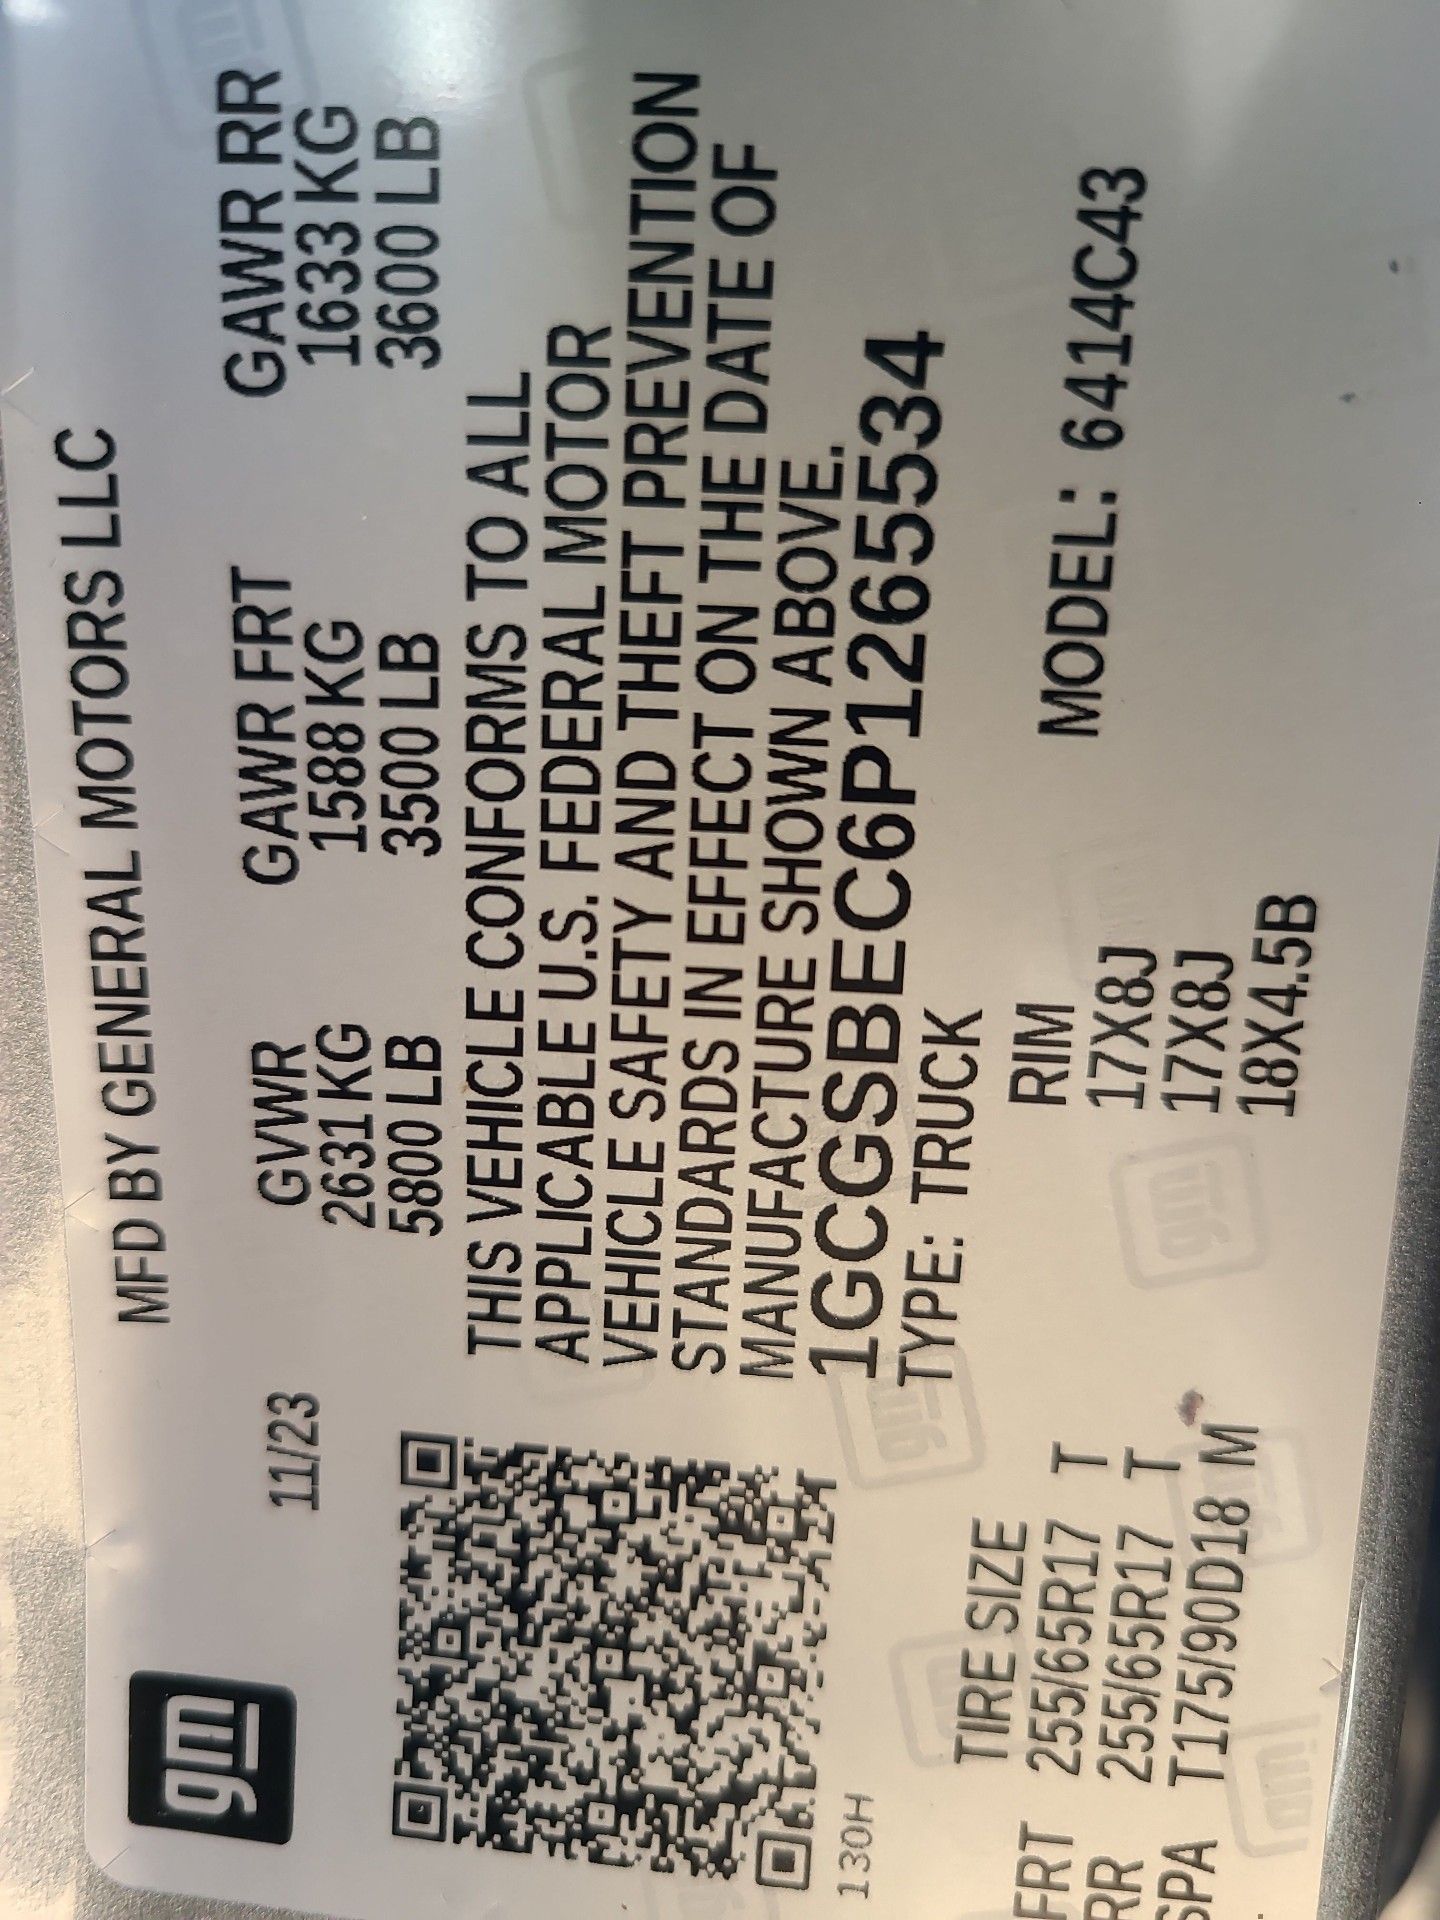 gm
MFD BY GENERAL MOTORS LLC
11/23
GVWR GAWR FRT GAWR RR
2631 KG 1588 KG 1633 KG
5800 LB 3500 LB 3600 LB
THIS VEHICLE CONFORMS TO ALL
APPLICABLE U.S. FEDERAL MOTOR
VEHICLE SAFETY AND THEFT PREVENTION
STANDARDS IN EFFECT ON THE DATE OF
MANUFACTURE SHOWN ABOVE.
1GCGSBEC6P1265534
TYPE: TRUCK
130H
MODEL: 6414C43
TIRE SIZE RIM
FRT 255/65R17 T 17X8J
RR 255/65R17 T 17X8J
SPA T175/90D18 M 18X4.5B